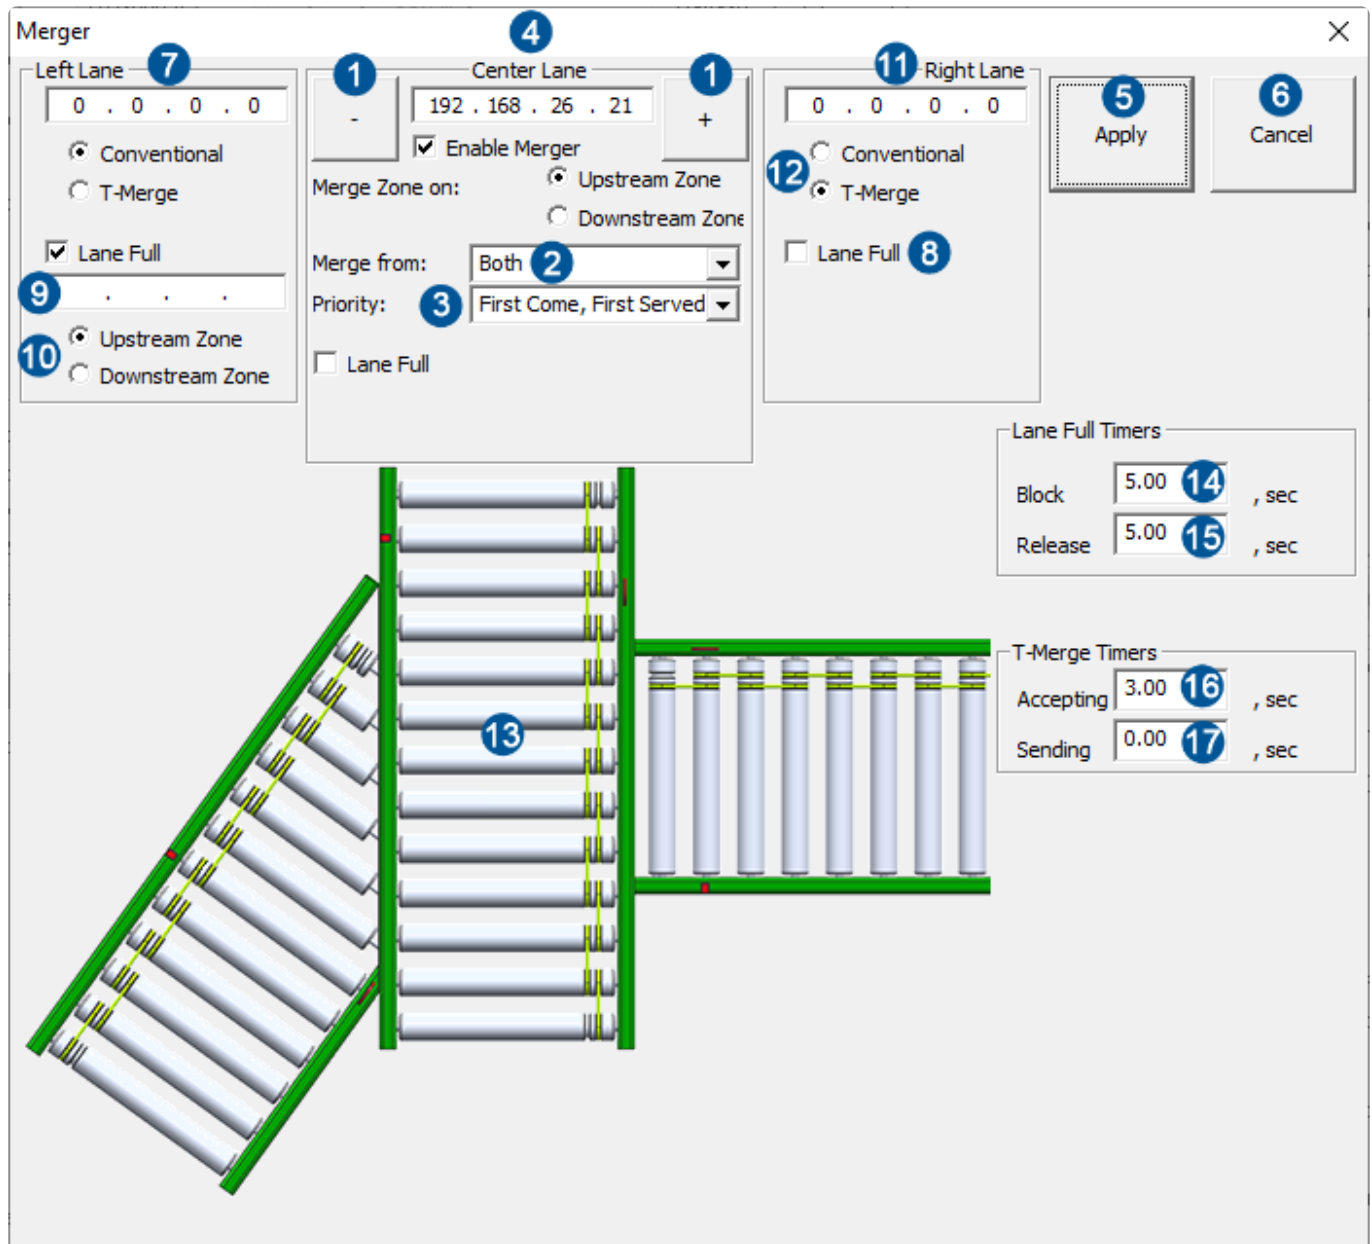 Merger
4
Left Lane 7
0 . 0 . 0 . 0
Conventional
T-Merge
Lane Full
9 . . .
10 Upstream Zone
Downstream Zone
1 Center Lane 1
- 192 . 168 . 26 . 21 +
Enable Merger
Merge Zone on: Upstream Zone
Downstream Zone
Merge from: Both 2
Priority: 3 First Come, First Served
Lane Full
11 Right Lane
0 . 0 . 0 . 0
12 Conventional
T-Merge
Lane Full 8
5 Apply
6 Cancel
Lane Full Timers
Block 5.00 14 , sec
Release 5.00 15 , sec
T-Merge Timers
Accepting 3.00 16 , sec
Sending 0.00 17 , sec
13